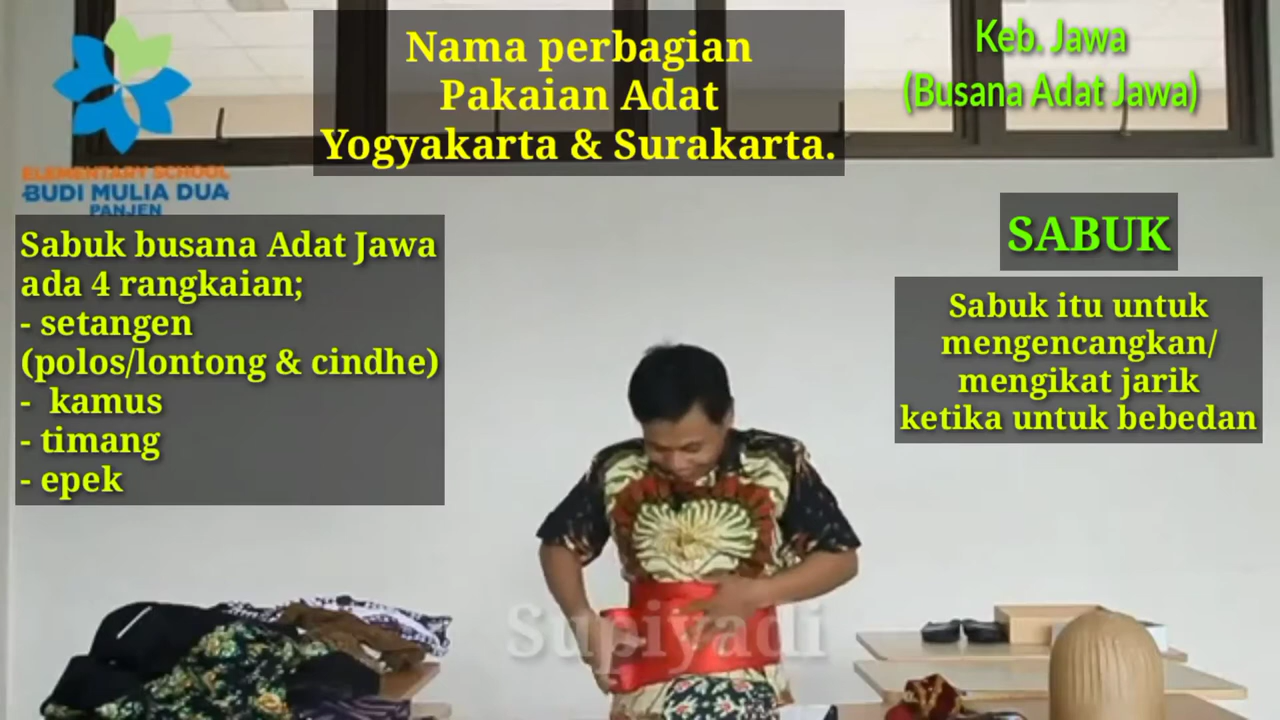 ELEMENTARY SCHOOL
BUDI MULIA DUA
PANJEN
Nama perbagian
Pakaian Adat
Yogyakarta & Surakarta.
Keb. Jawa
(Busana Adat Jawa)
Sabuk busana Adat Jawa
ada 4 rangkaian;
- setangen
(polos/lontong & cindhe)
- kamus
- timang
- epek
SABUK
Sabuk itu untuk
mengencangkan/
mengikat jarik
ketika untuk bebedan
Supiyadi